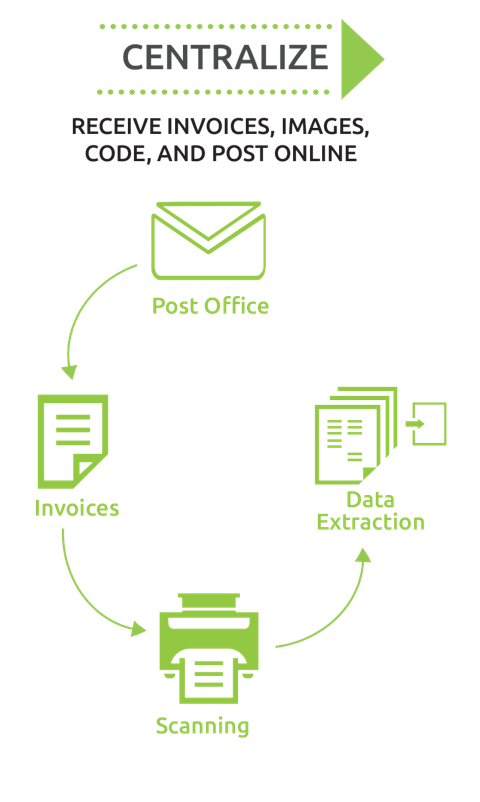 CENTRALIZE
RECEIVE INVOICES, IMAGES,
CODE, AND POST ONLINE
Post Office
Invoices
Data
Extraction
Scanning